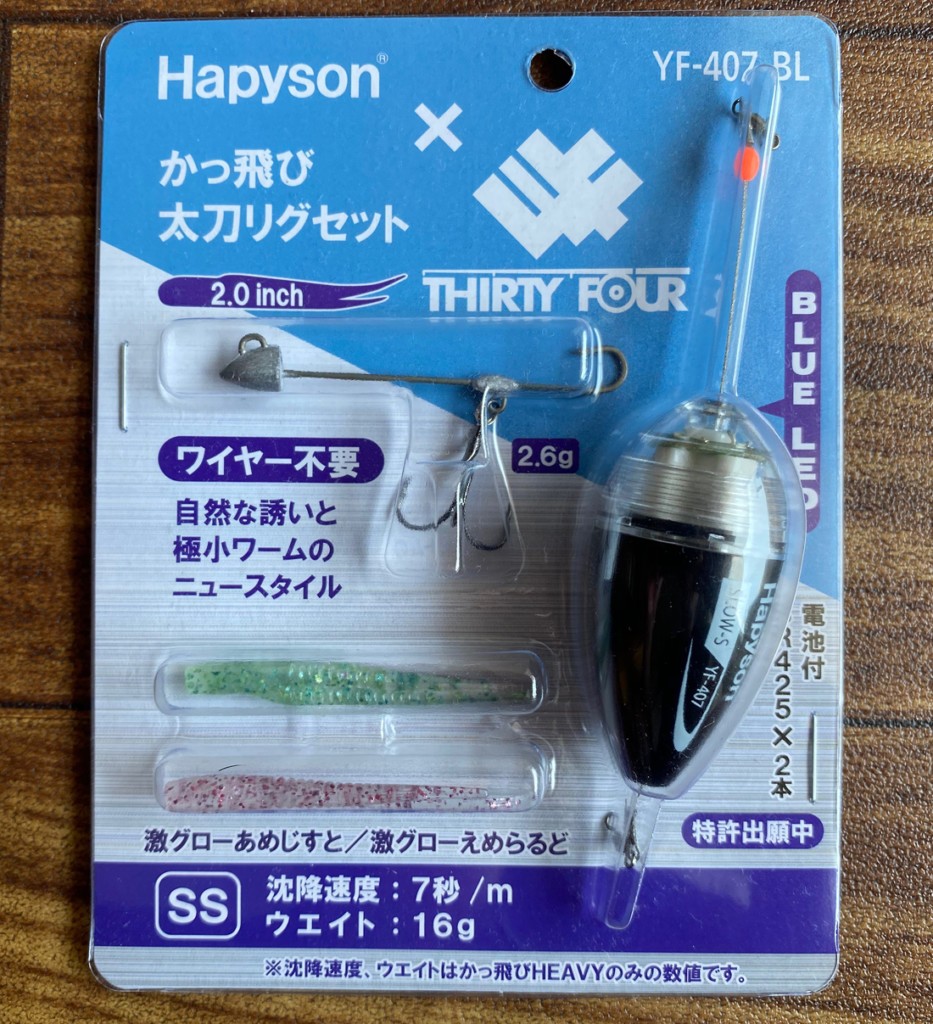 Hapyson®
YF-407 BL
×
かっ飛び
太刀リグセット
THIRTY FOUR
2.0 inch
BLUE LED
ワイヤー不要
2.6g
自然な誘いと
極小ワームの
ニュースタイル
Hapyson
SLOW-S
YF-407
電池付
R425×2本
激グローあめじすと／激グローえめらるど
特許出願中
SS
沈降速度：7秒/m
ウエイト：16g
※沈降速度、ウエイトはかっ飛びHEAVYのみの数値です。